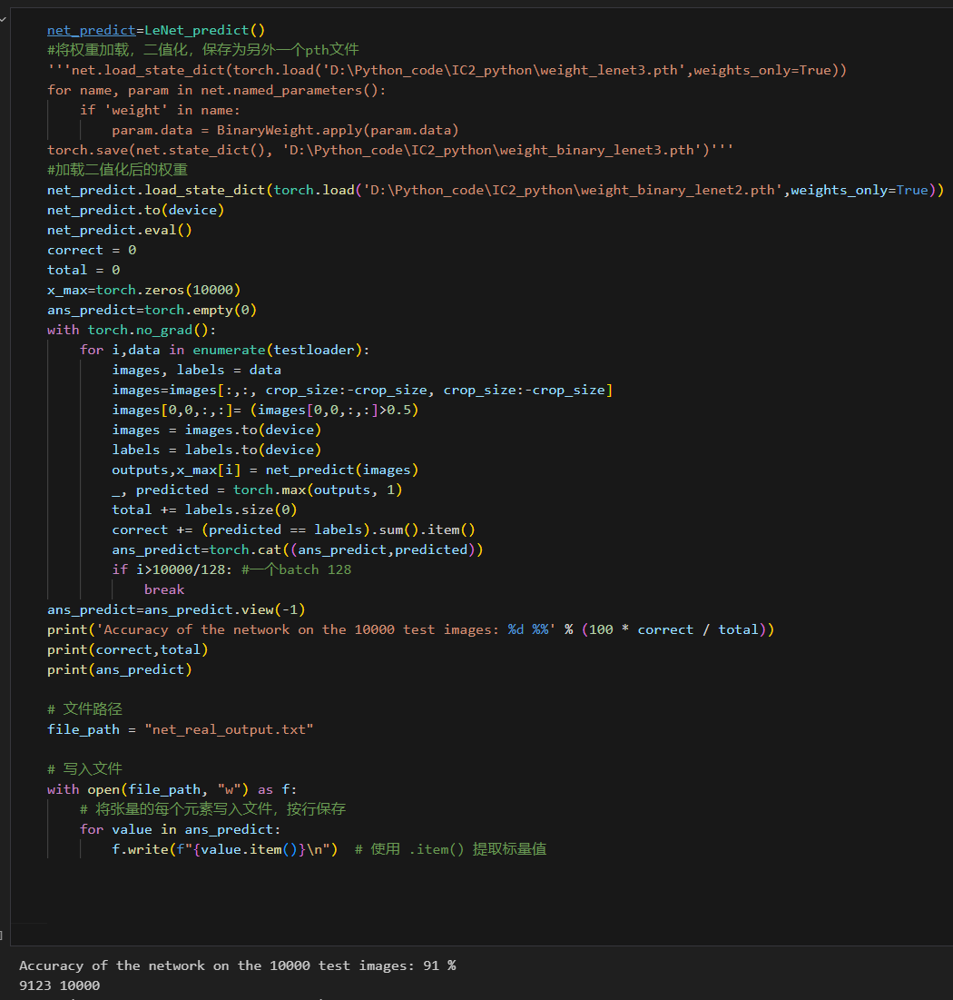 net_predict=LeNet_predict()
#将权重加载，二值化，保存为另外一个pth文件
'''net.load_state_dict(torch.load('D:\Python_code\IC2_python\weight_lenet3.pth',weights_only=True))
for name, param in net.named_parameters():
    if 'weight' in name:
        param.data = BinaryWeight.apply(param.data)
torch.save(net.state_dict(), 'D:\Python_code\IC2_python\weight_binary_lenet3.pth')'''
#加载二值化后的权重
net_predict.load_state_dict(torch.load('D:\Python_code\IC2_python\weight_binary_lenet2.pth',weights_only=True))
net_predict.to(device)
net_predict.eval()
correct = 0
total = 0
x_max=torch.zeros(10000)
ans_predict=torch.empty(0)
with torch.no_grad():
    for i,data in enumerate(testloader):
        images, labels = data
        images=images[:,:, crop_size:-crop_size, crop_size:-crop_size]
        images[0,0,:,:]= (images[0,0,:,:]>0.5)
        images = images.to(device)
        labels = labels.to(device)
        outputs,x_max[i] = net_predict(images)
        _, predicted = torch.max(outputs, 1)
        total += labels.size(0)
        correct += (predicted == labels).sum().item()
        ans_predict=torch.cat((ans_predict,predicted))
        if i>10000/128: #一个batch 128
            break
ans_predict=ans_predict.view(-1)
print('Accuracy of the network on the 10000 test images: %d %%' % (100 * correct / total))
print(correct,total)
print(ans_predict)
# 文件路径
file_path = "net_real_output.txt"
# 写入文件
with open(file_path, "w") as f:
    # 将张量的每个元素写入文件，按行保存
    for value in ans_predict:
        f.write(f"{value.item()}\n")  # 使用 .item() 提取标量值
]
Accuracy of the network on the 10000 test images: 91 %
9123 10000